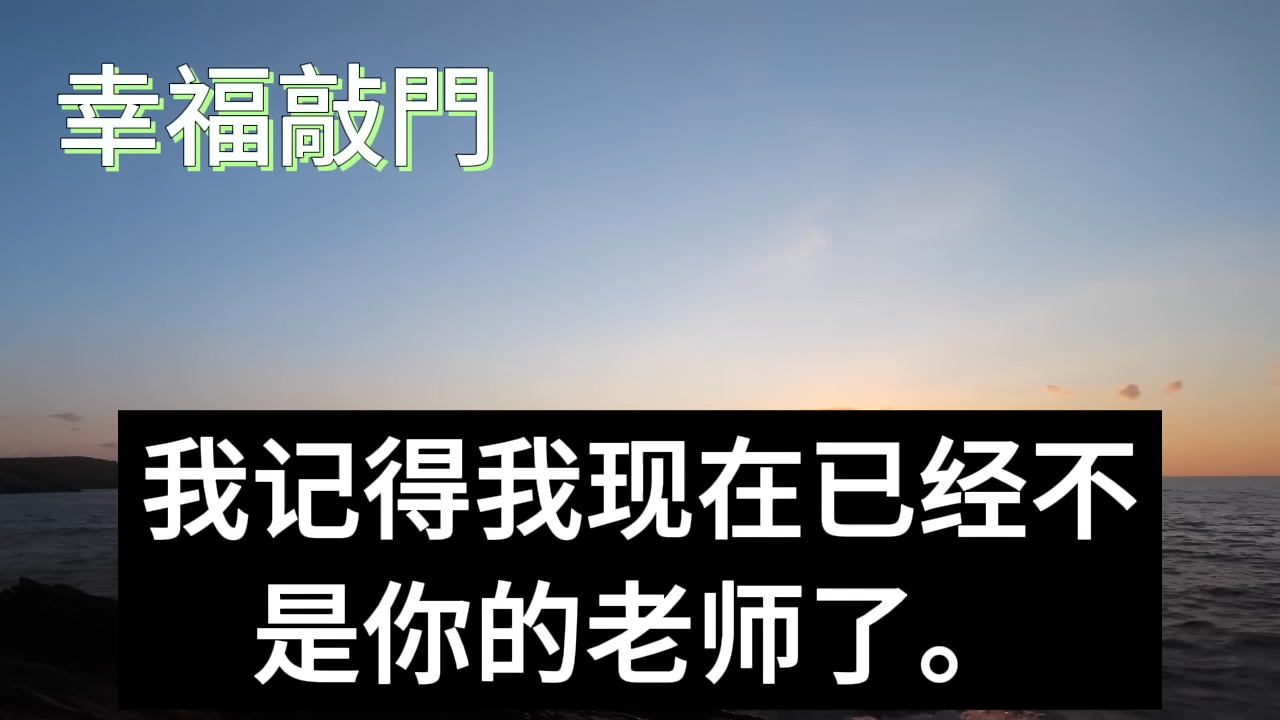 幸福敲門
我记得我现在已经不
是你的老师了。